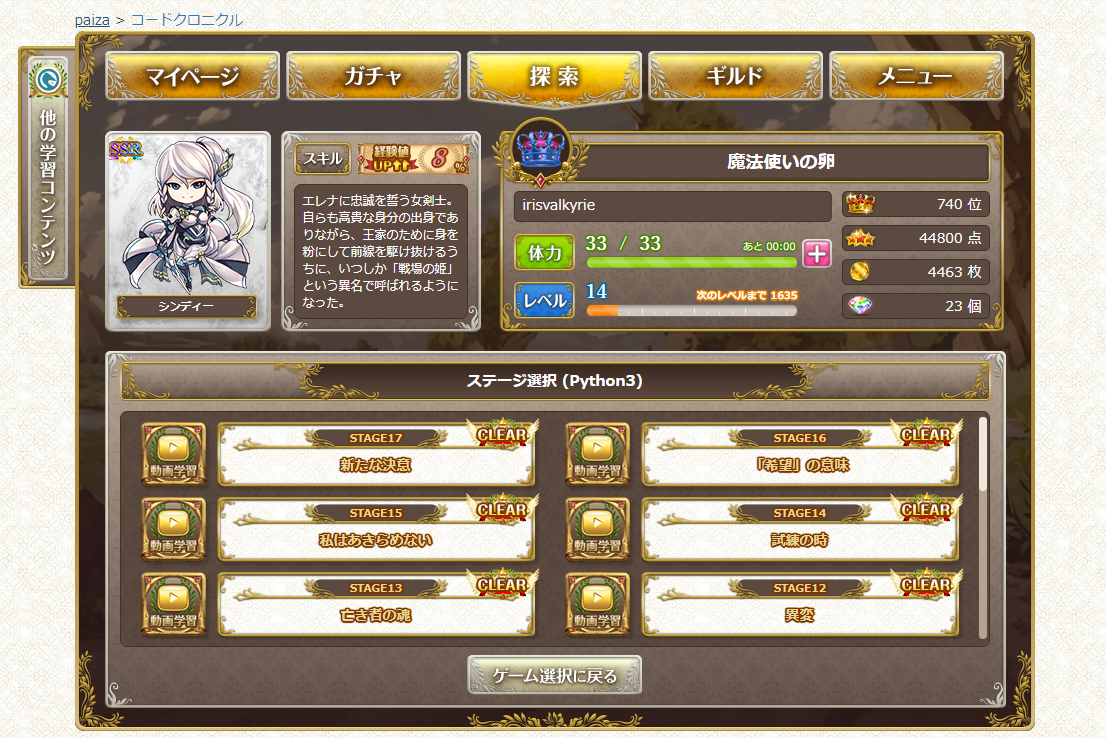 paiza > コードクロニクル
他の学習コンテンツ
マイページ
ガチャ
探索
ギルド
メニュー
SSR
シンディー
スキル
経験値
UP
8%
エレナに忠誠を誓う女剣士。
自らも高貴な身分の出身であ
りながら、王家のために身を
粉にして前線を駆け抜けるう
ちに、いつしか「戦場の姫」
という異名で呼ばれるように
なった。
魔法使いの卵
irisvalkyrie
体力
33 / 33
あと 00:00
レベル
14
次のレベルまで 1635
740 位
44800 点
4463 枚
23 個
ステージ選択 (Python3)
動画学習
STAGE17
CLEAR
新たな決意
動画学習
STAGE16
CLEAR
「希望」の意味
動画学習
STAGE15
CLEAR
私はあきらめない
動画学習
STAGE14
CLEAR
試練の時
動画学習
STAGE13
CLEAR
亡き者の魂
動画学習
STAGE12
CLEAR
異変
ゲーム選択に戻る